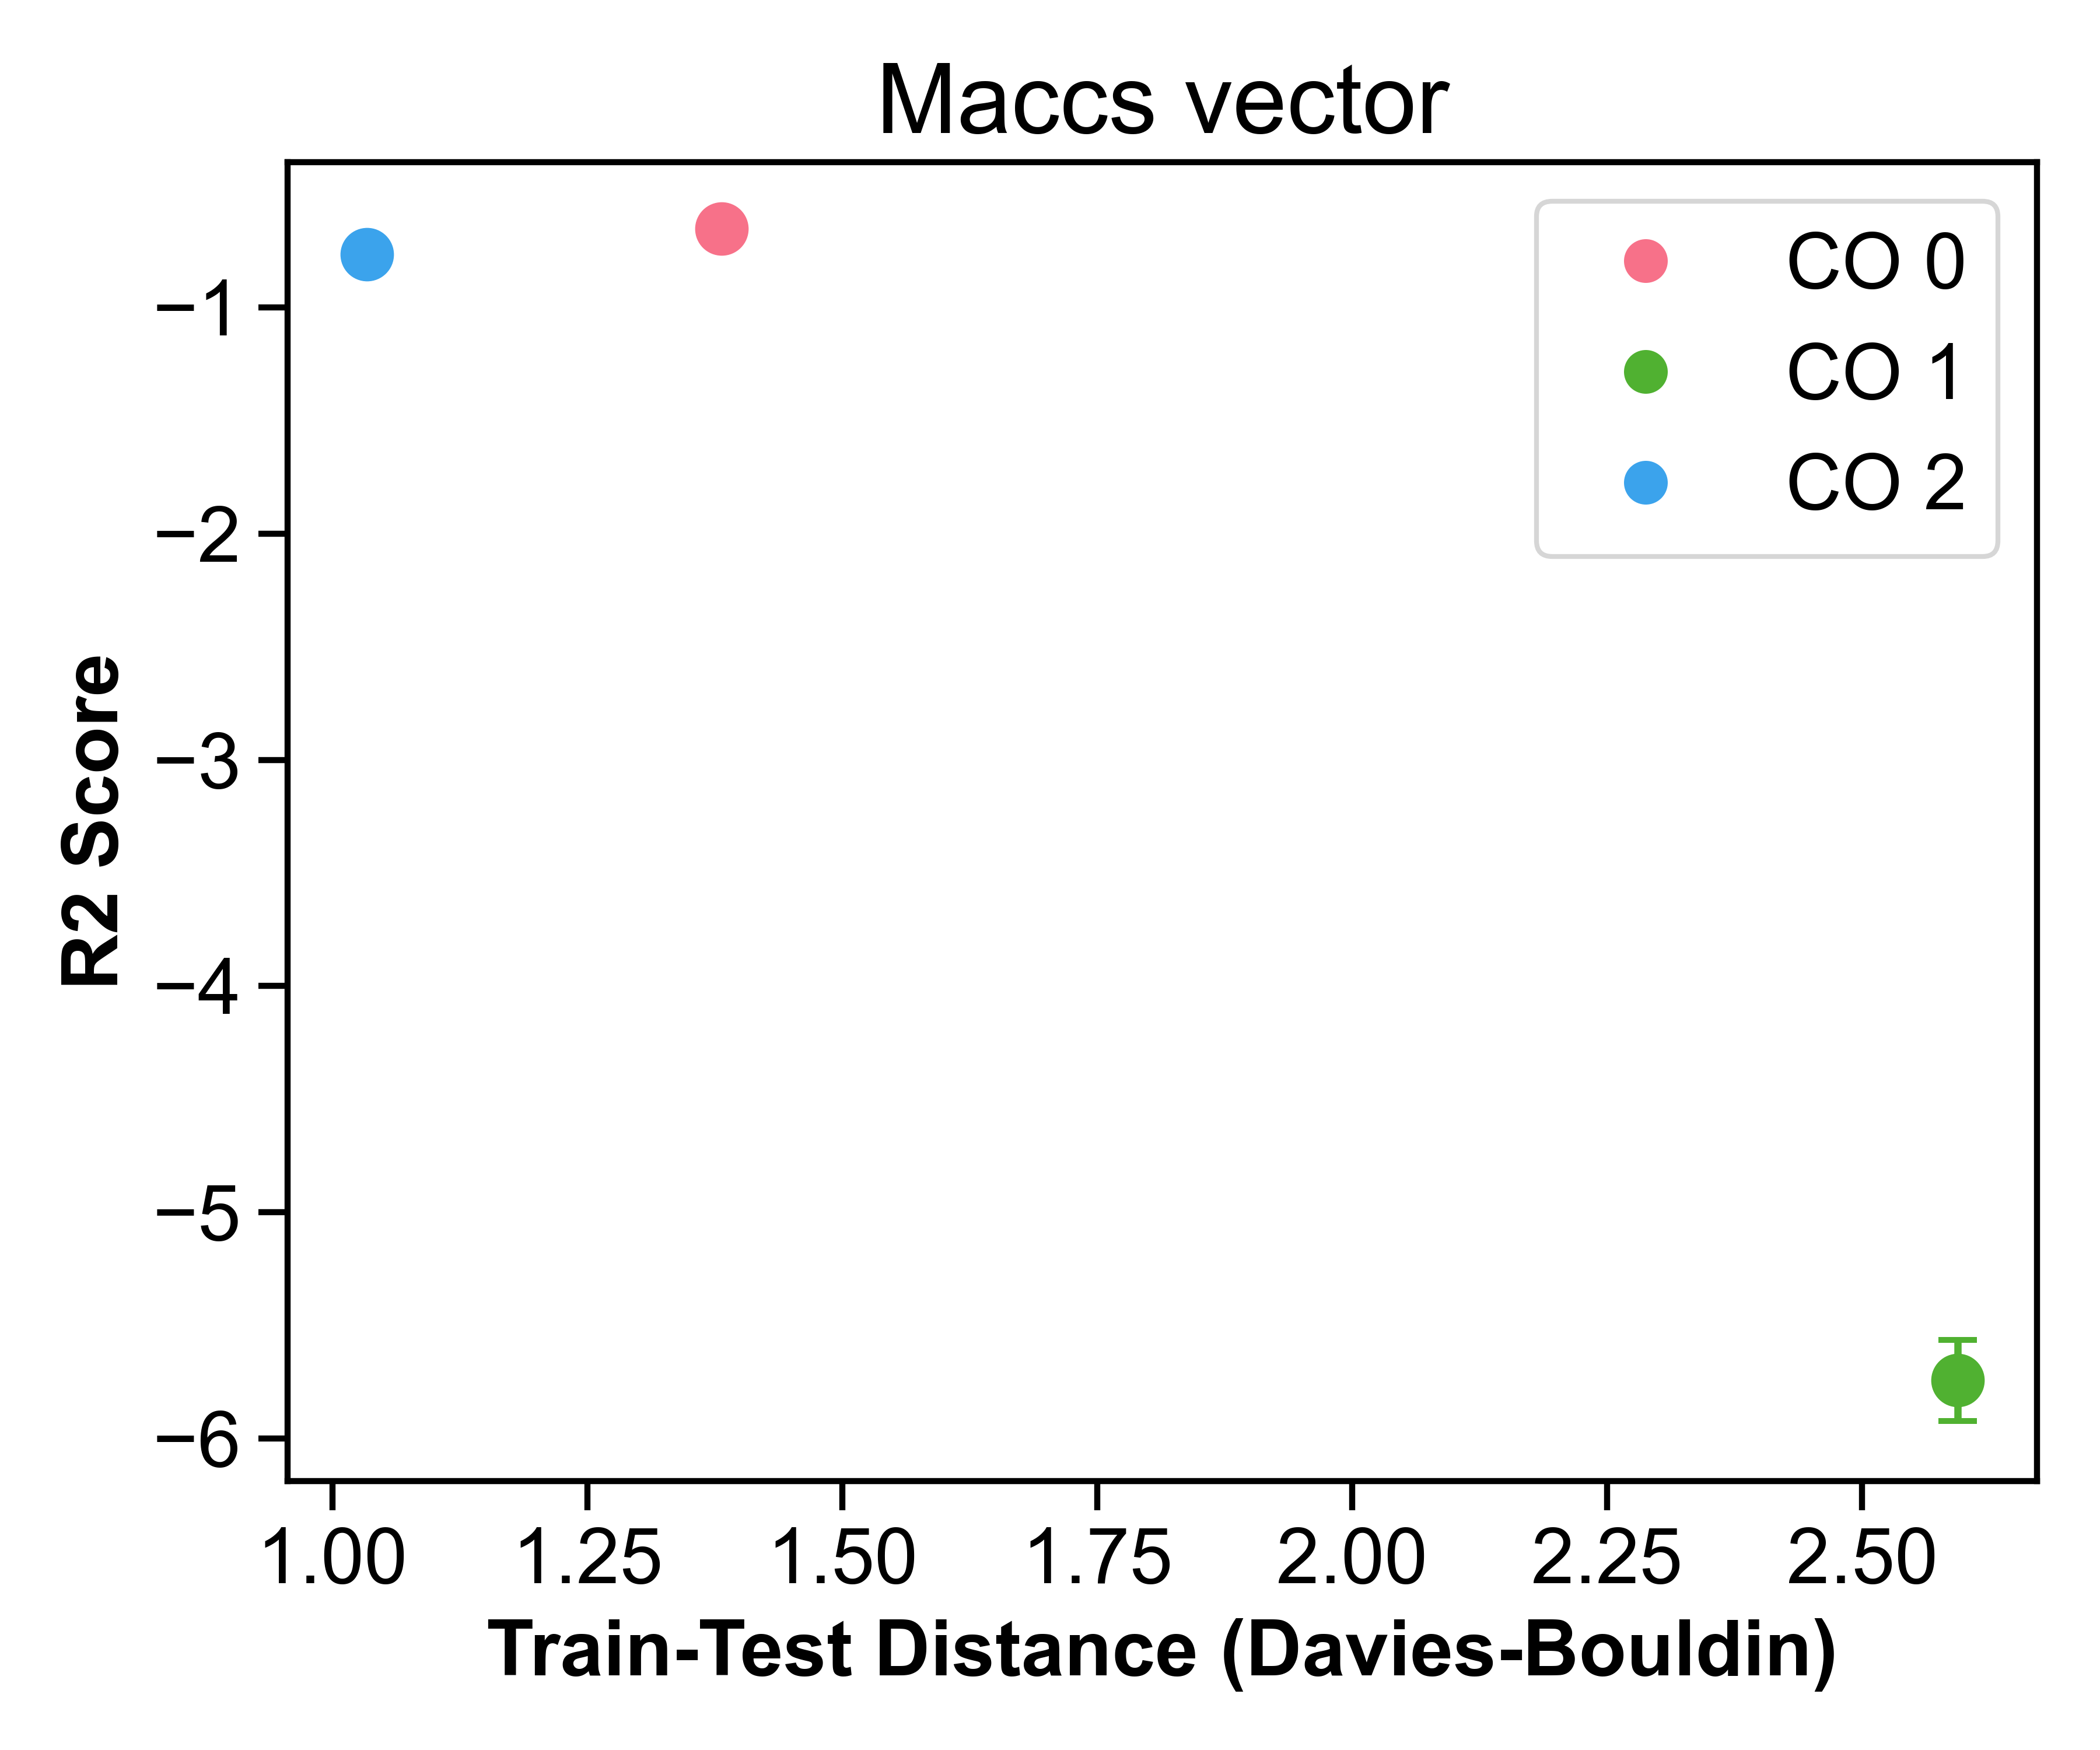 Maccs vector
CO 0
CO 1
CO 2
−1
−2
−3
−4
−5
−6
R2 Score
1.00 1.25 1.50 1.75 2.00 2.25 2.50
Train-Test Distance (Davies-Bouldin)